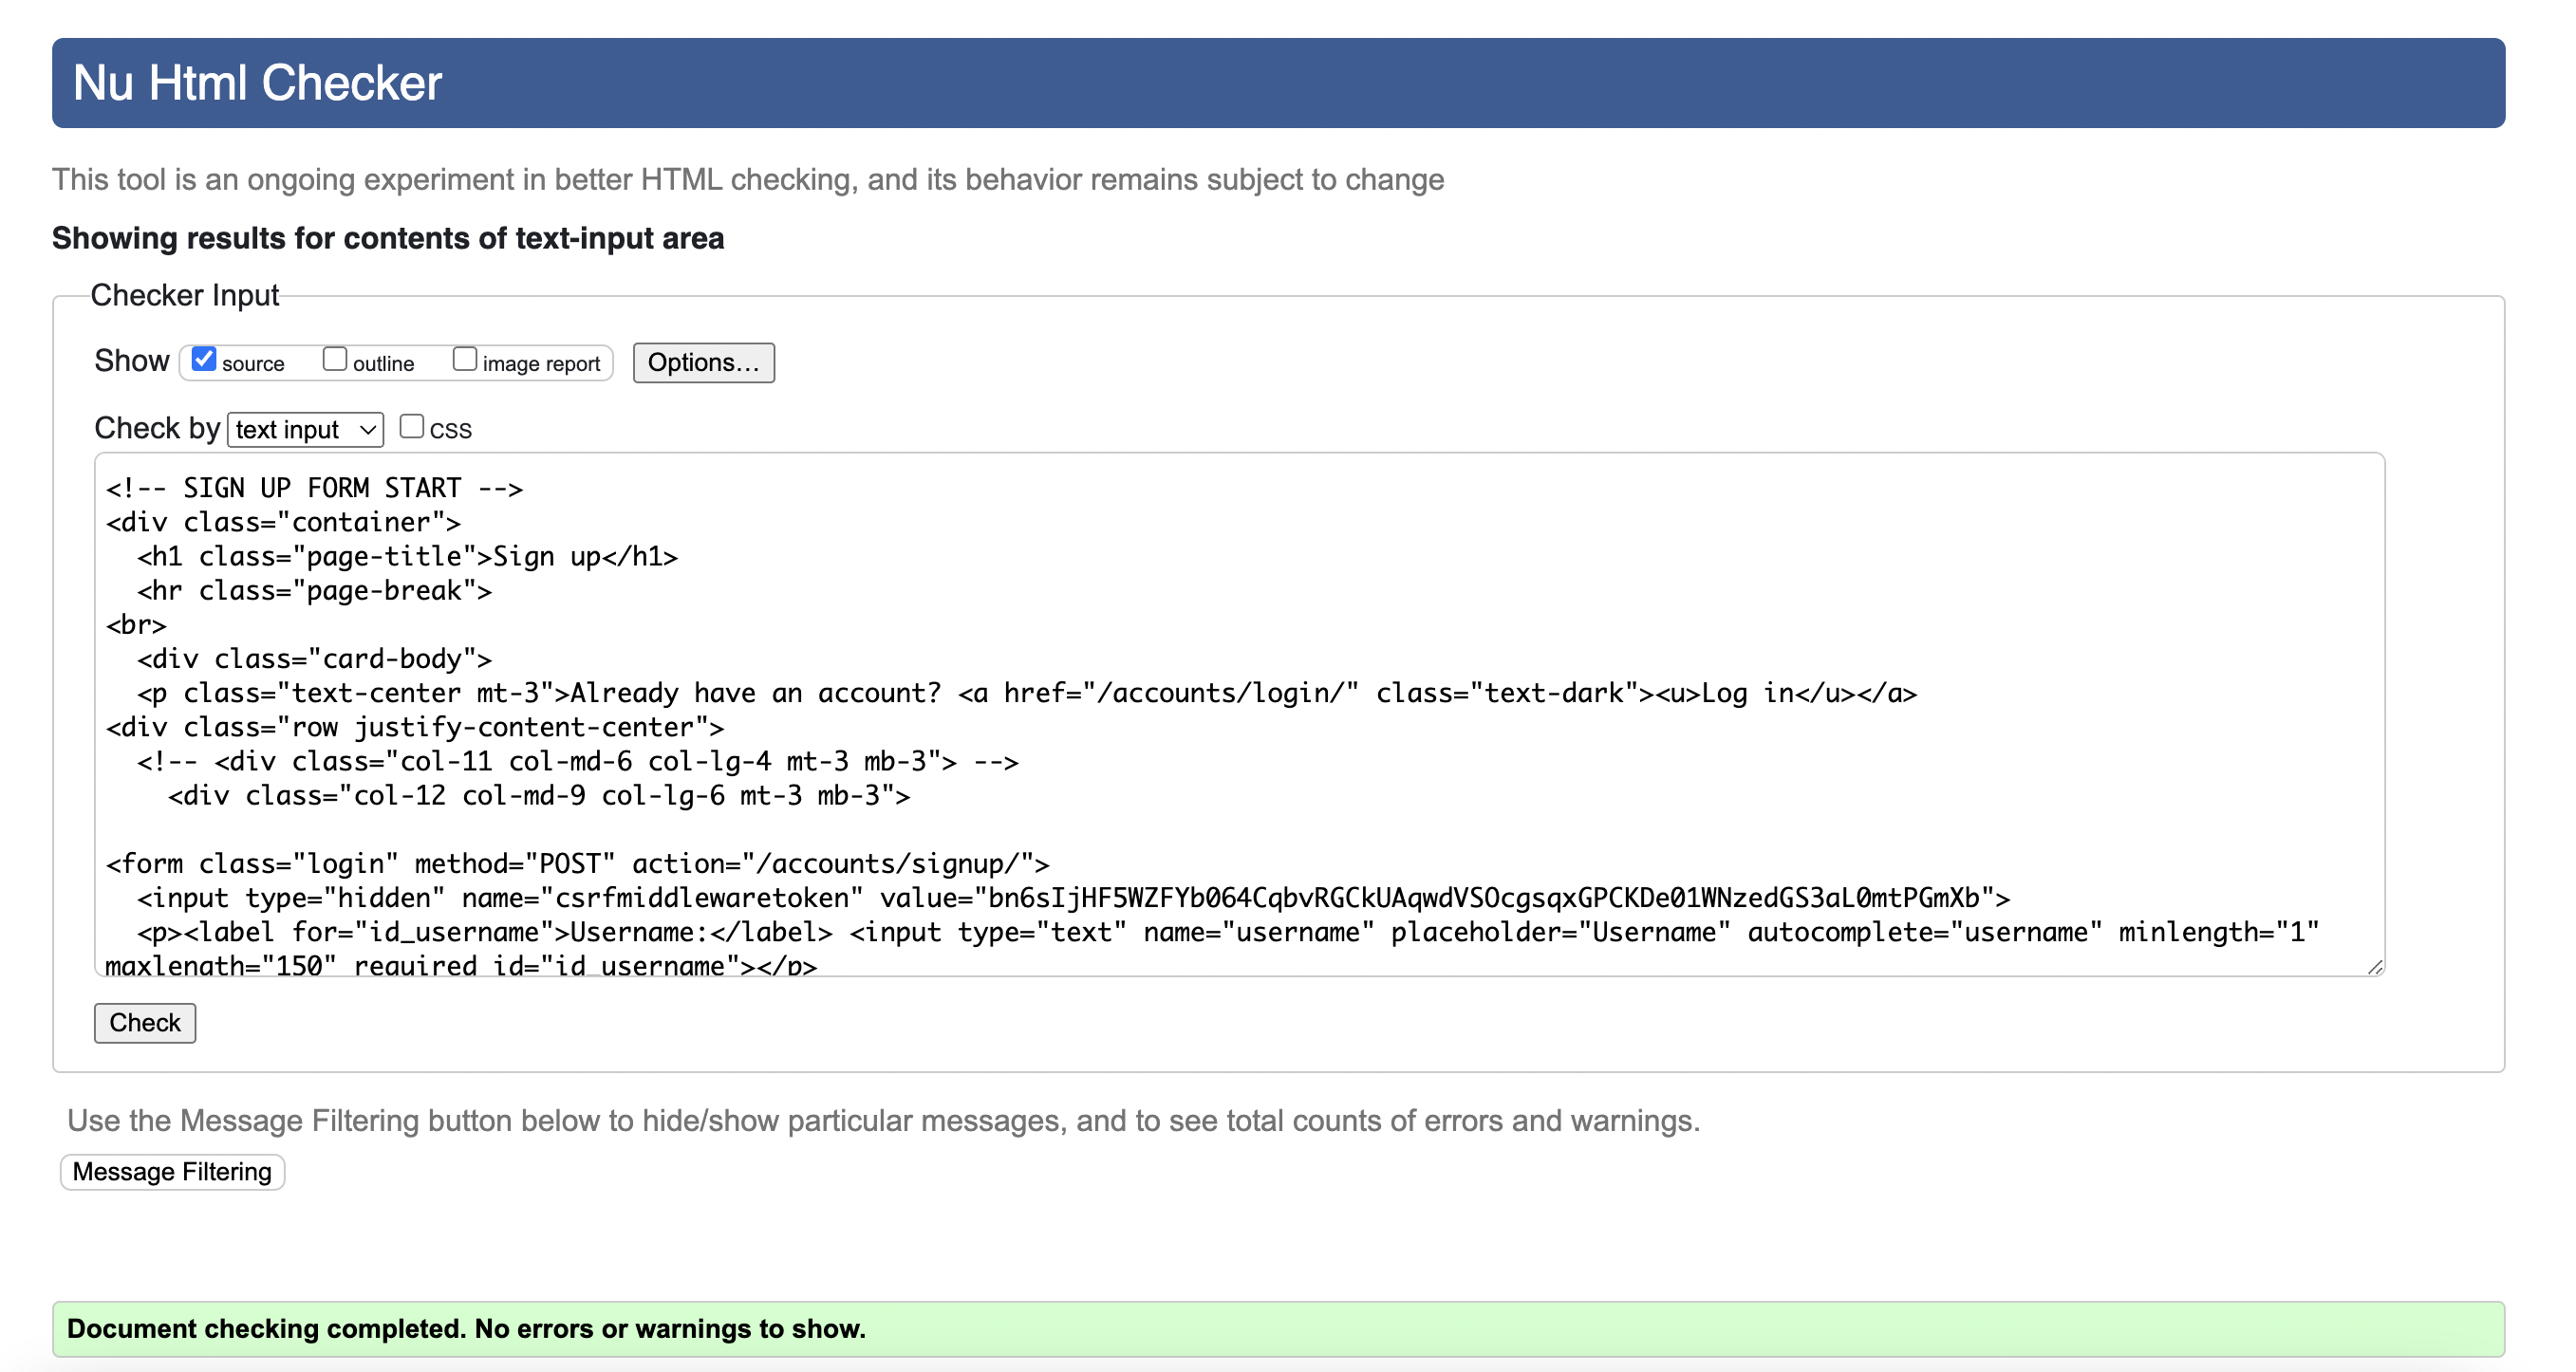 Nu Html Checker
This tool is an ongoing experiment in better HTML checking, and its behavior remains subject to change
Showing results for contents of text-input area
Checker Input
Show source outline image report Options...
Check by text input CSS
<!-- SIGN UP FORM START -->
<div class="container">
  <h1 class="page-title">Sign up</h1>
  <hr class="page-break">
<br>
  <div class="card-body">
  <p class="text-center mt-3">Already have an account? <a href="/accounts/login/" class="text-dark"><u>Log in</u></a>
<div class="row justify-content-center">
  <!-- <div class="col-11 col-md-6 col-lg-4 mt-3 mb-3"> -->
    <div class="col-12 col-md-9 col-lg-6 mt-3 mb-3">
<form class="login" method="POST" action="/accounts/signup/">
  <input type="hidden" name="csrfmiddlewaretoken" value="bn6sIjHF5WZFYb064CqbvRGCkUAqwdVSOcgsqxGPCKDe01WNzedGS3aL0mtPGmXb">
  <p><label for="id_username">Username:</label> <input type="text" name="username" placeholder="Username" autocomplete="username" minlength="1"
maxlength="150" required id="id_username"></p>
Check
Use the Message Filtering button below to hide/show particular messages, and to see total counts of errors and warnings.
Message Filtering
Document checking completed. No errors or warnings to show.